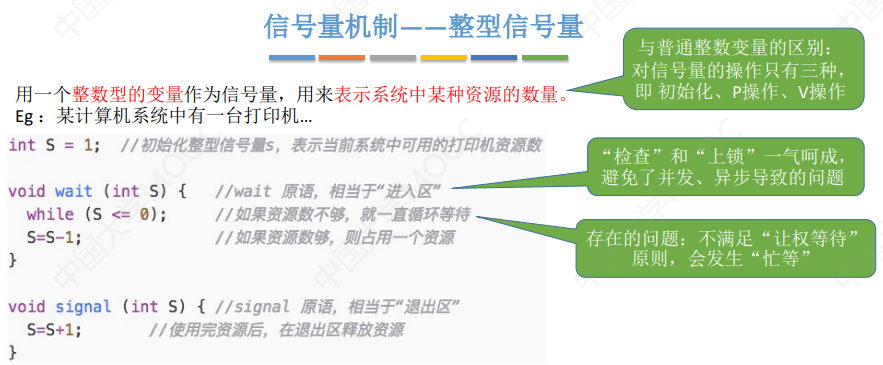 信号量机制——整型信号量
与普通整数变量的区别：
对信号量的操作只有三种，
即 初始化、P操作、V操作
用一个整数型的变量作为信号量，用来表示系统中某种资源的数量。
Eg：某计算机系统中有一台打印机...
int S = 1;  //初始化整型信号量s，表示当前系统中可用的打印机资源数
void wait (int S) {   //wait 原语，相当于“进入区”
while (S <= 0);     //如果资源数不够，就一直循环等待
S=S-1;              //如果资源数够，则占用一个资源
}
“检查”和“上锁”一气呵成，
避免了并发、异步导致的问题
存在的问题：不满足“让权等待”
原则，会发生“忙等”
void signal (int S) { //signal 原语，相当于“退出区”
S=S+1;       //使用完资源后，在退出区释放资源
}
中国大学MOOC